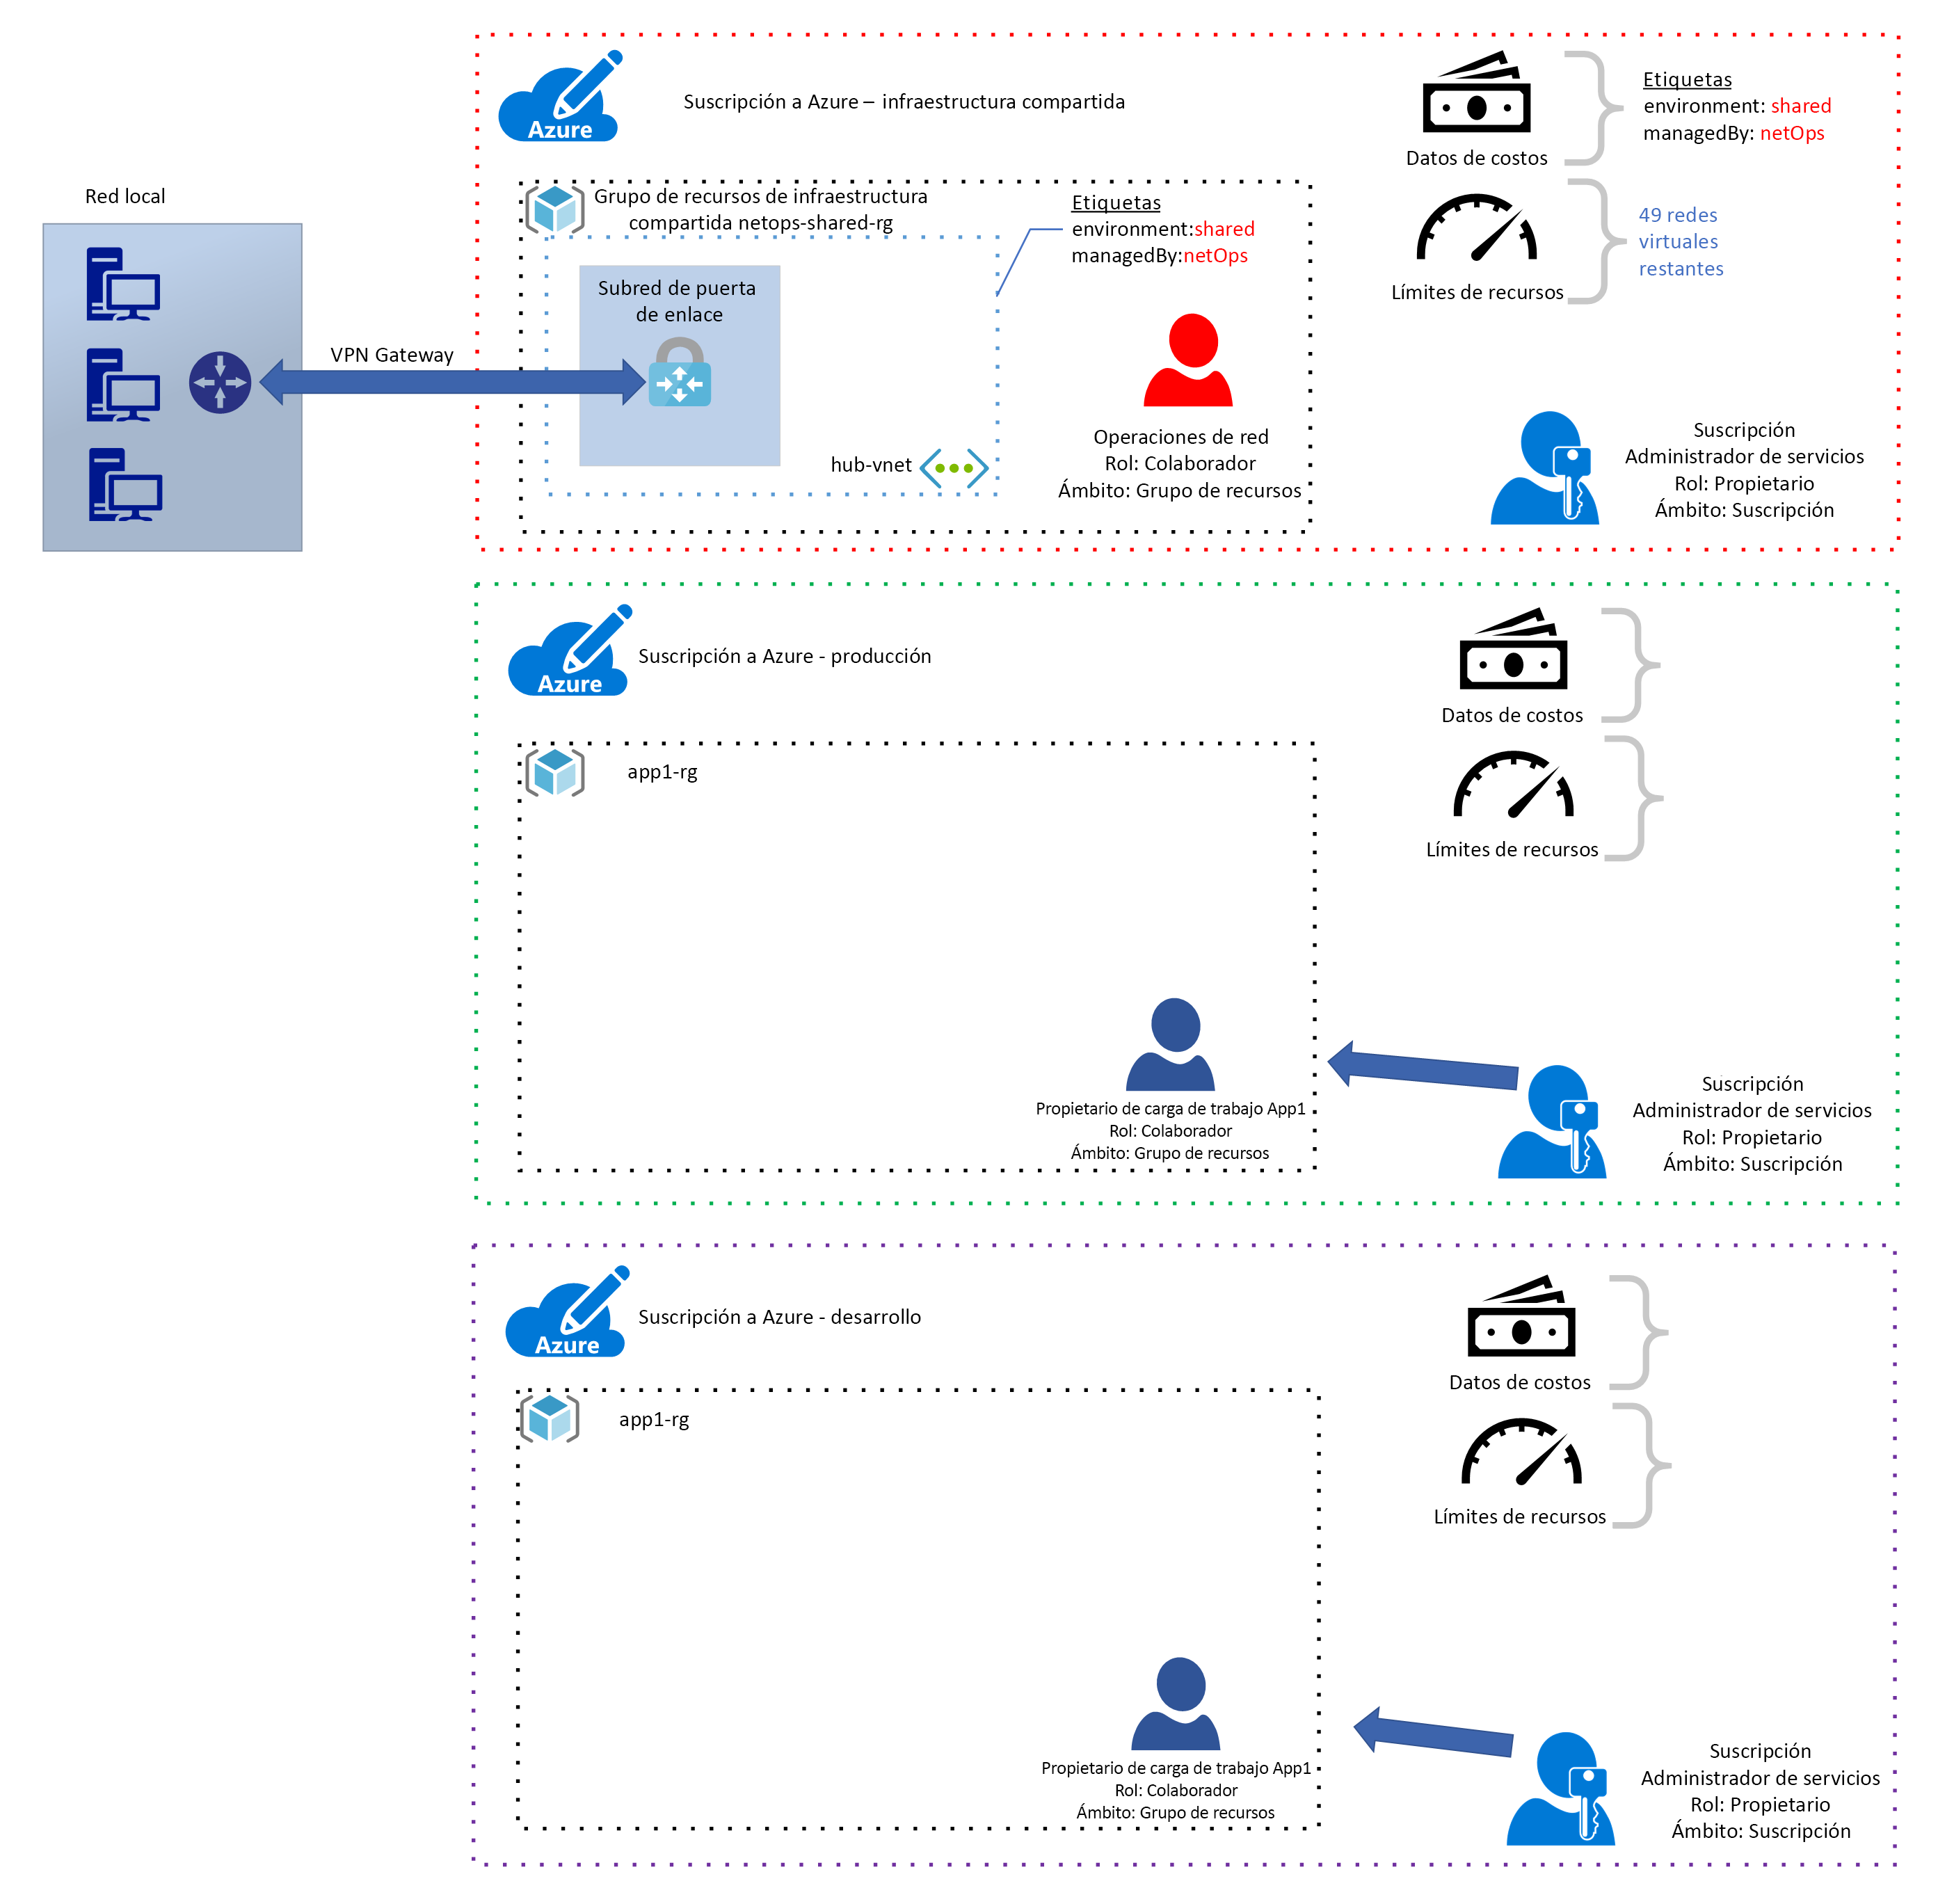 Azure
Suscripción a Azure – infraestructura compartida
Datos de costos
Etiquetas
environment: shared
managedBy: netOps
Límites de recursos
49 redes
virtuales
restantes
Red local
Grupo de recursos de infraestructura
compartida netops-shared-rg
Etiquetas
environment:shared
managedBy:netOps
Subred de puerta
de enlace
VPN Gateway
hub-vnet
Operaciones de red
Rol: Colaborador
Ámbito: Grupo de recursos
Suscripción
Administrador de servicios
Rol: Propietario
Ámbito: Suscripción
Azure
Suscripción a Azure - producción
Datos de costos
Límites de recursos
app1-rg
Propietario de carga de trabajo App1
Rol: Colaborador
Ámbito: Grupo de recursos
Suscripción
Administrador de servicios
Rol: Propietario
Ámbito: Suscripción
Azure
Suscripción a Azure - desarrollo
Datos de costos
Límites de recursos
app1-rg
Propietario de carga de trabajo App1
Rol: Colaborador
Ámbito: Grupo de recursos
Suscripción
Administrador de servicios
Rol: Propietario
Ámbito: Suscripción